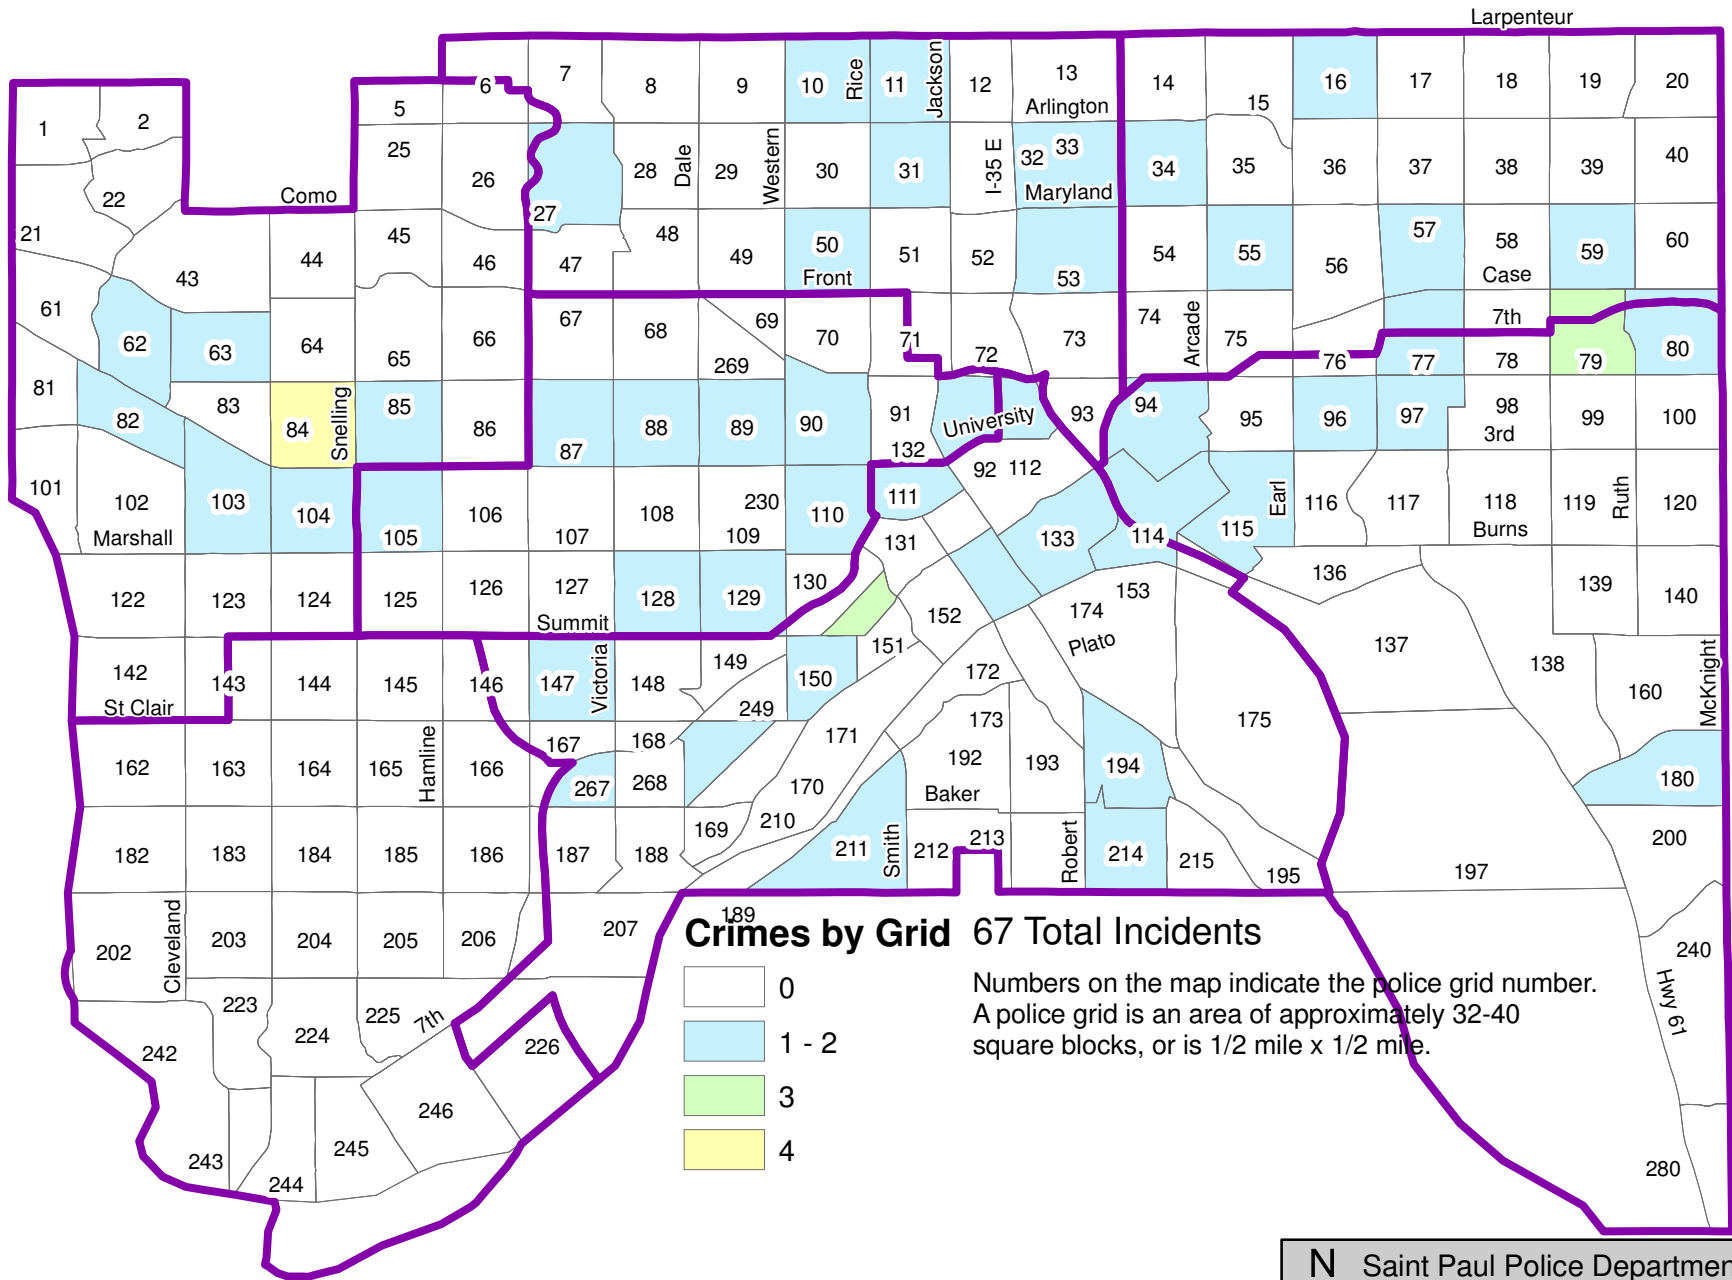 Larpenteur
6 7 8 9 10 Rice 11 Jackson 12 13 14 15 16 17 18 19 20
1 2 5 Arlington
25 26 27 28 Dale 29 Western 30 31 I-35 E 32 33 34 35 36 37 38 39 40
22 Como Maryland
21 43 44 45 46 47 48 49 50 51 52 53 54 55 56 57 58 59 60
Front Case
61 62 63 64 65 66 67 68 69 70 71 72 73 74 Arcade 75 76 77 7th 78 79 80
269
81 82 83 84 Snelling 85 86 87 88 89 90 91 University 93 94 95 96 97 98 99 100
132 3rd
101 102 103 104 105 106 107 108 230 109 110 111 92 112 133 114 115 Earl 116 117 118 119 Ruth 120
Marshall 131 Burns
122 123 124 125 126 127 128 129 130 152 174 153 136 139 140
Summit 151 Plato 137 138
142 143 144 145 146 147 Victoria 148 149 150 172 160 McKnight
St Clair 249 173 175
162 163 164 165 Hamline 166 167 168 171 192 193 194 180
267 268 170 Baker
182 183 184 185 186 187 188 169 210 211 Smith 212 213 Robert 214 215 195 197 200
202 Cleveland 203 204 205 206 207 189 240
223 224 225 7th 226 Hwy 61
242 246
243 244 245 280
Crimes by Grid
0
1 - 2
3
4
67 Total Incidents
Numbers on the map indicate the police grid number.
A police grid is an area of approximately 32-40
square blocks, or is 1/2 mile x 1/2 mile.
N Saint Paul Police Departmen